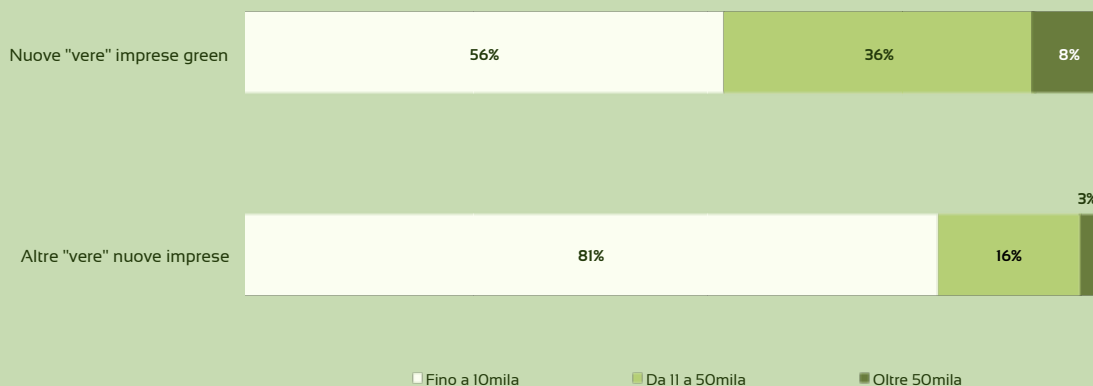 Nuove "vere" imprese green 56% 36% 8%
3%
Altre "vere" nuove imprese 81% 16%
Fino a 10mila Da 11 a 50mila Oltre 50mila